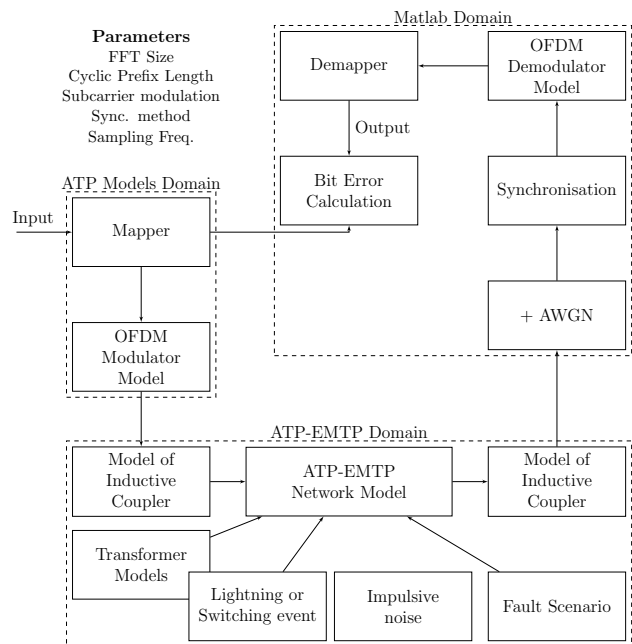 Matlab Domain
Parameters
FFT Size
Cyclic Prefix Length
Subcarrier modulation
Sync. method
Sampling Freq.
Demapper
OFDM
Demodulator
Model
Output
Bit Error
Calculation
Synchronisation
ATP Models Domain
Input
Mapper
+ AWGN
OFDM
Modulator
Model
ATP-EMTP Domain
Model of
Inductive
Coupler
ATP-EMTP
Network Model
Model of
Inductive
Coupler
Transformer
Models
Lightning or
Switching event
Impulsive
noise
Fault Scenario